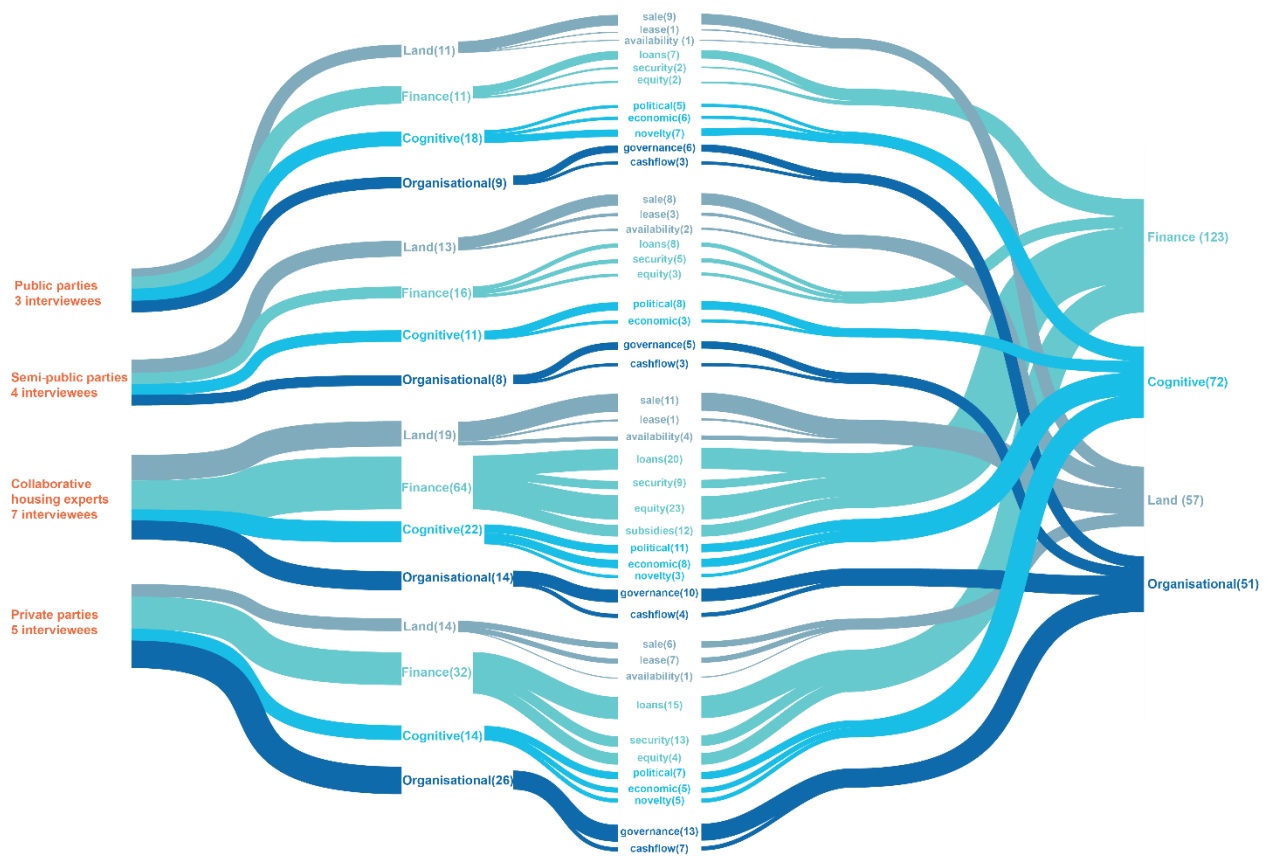 Public parties
3 interviewees
Land(11)
Finance(11)
Cognitive(18)
Organisational(9)
sale(9)
lease(1)
availability (1)
loans(7)
security(2)
equity(2)
political(5)
economic(6)
novelty(7)
governance(6)
cashflow(3)
Semi-public parties
4 interviewees
Land(13)
Finance(16)
Cognitive(11)
Organisational(8)
sale(8)
lease(3)
availability(2)
loans(8)
security(5)
equity(3)
political(8)
economic(3)
governance(5)
cashflow(3)
Collaborative
housing experts
7 interviewees
Land(19)
Finance(64)
Cognitive(22)
Organisational(14)
sale(11)
lease(1)
availability(4)
loans(20)
security(9)
equity(23)
subsidies(12)
political(11)
economic(8)
novelty(3)
governance(10)
cashflow(4)
Private parties
5 interviewees
Land(14)
Finance(32)
Cognitive(14)
Organisational(26)
sale(6)
lease(7)
availability(1)
loans(15)
security(13)
equity(4)
political(7)
economic(5)
novelty(5)
governance(13)
cashflow(7)
Finance (123)
Cognitive(72)
Land (57)
Organisational(51)